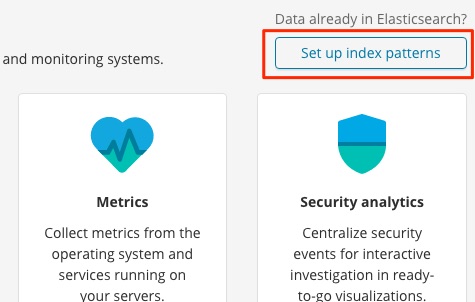 Data already in Elasticsearch?
Set up index patterns
and monitoring systems.
Metrics
Collect metrics from the
operating system and
services running on
your servers.
Security analytics
Centralize security
events for interactive
investigation in ready-
to-go visualizations.